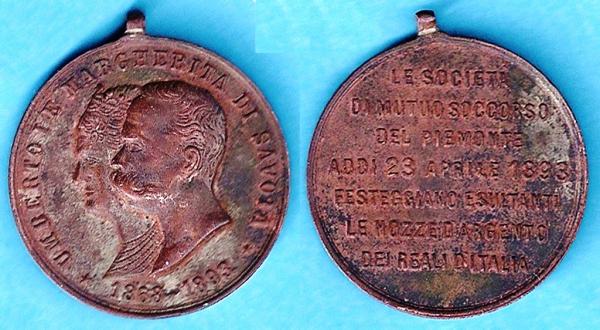 UMBERTO I E MARGHERITA DI SAVOIA
1868-1893
LE SOCIETÀ
DI MUTUO SOCCORSO
DEL PIEMONTE
ADDÌ 23 APRILE 1893
FESTEGGIANO ESULTANTI
LE NOZZE D'ARGENTO
DEI REALI D'ITALIA